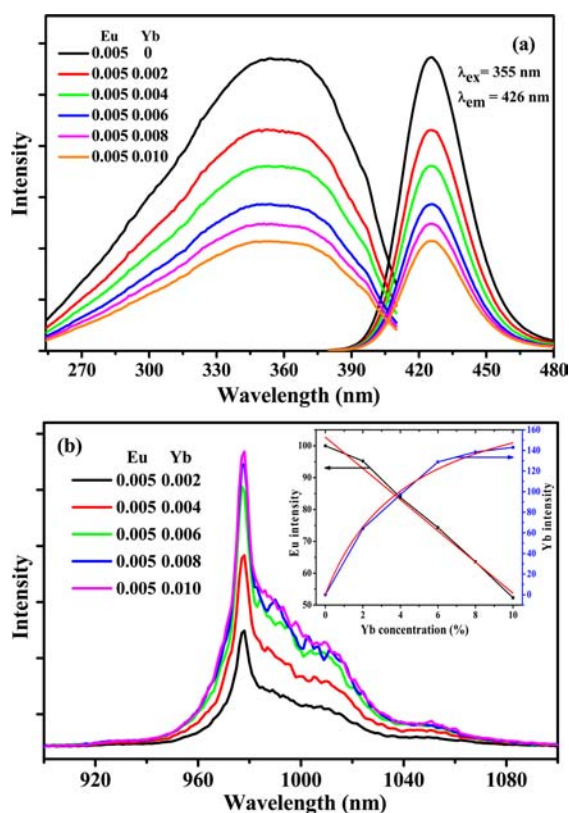 (a)
Eu Yb
0.005 0
0.005 0.002
0.005 0.004
0.005 0.006
0.005 0.008
0.005 0.010
λex= 355 nm
λem = 426 nm
Intensity
270 300 330 360 390 420 450 480
Wavelength (nm)
(b)
Eu Yb
0.005 0.002
0.005 0.004
0.005 0.006
0.005 0.008
0.005 0.010
Intensity
100
90
80
70
60
50
Eu intensity
150
140
120
100
80
60
40
20
0
Yb intensity
0 2 4 6 8 10
Yb concentration (%)
920 960 1000 1040 1080
Wavelength (nm)